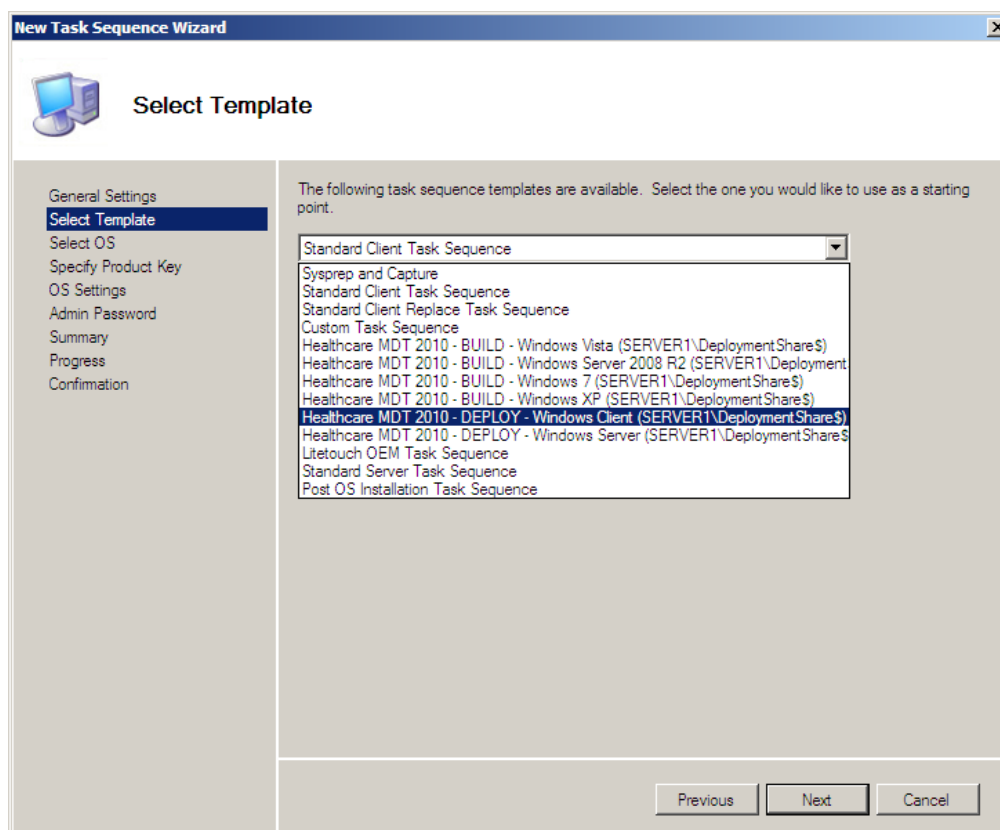 New Task Sequence Wizard
Select Template
General Settings
Select Template
Select OS
Specify Product Key
OS Settings
Admin Password
Summary
Progress
Confirmation
The following task sequence templates are available. Select the one you would like to use as a starting
point.
Standard Client Task Sequence
Sysprep and Capture
Standard Client Task Sequence
Standard Client Replace Task Sequence
Custom Task Sequence
Healthcare MDT 2010 - BUILD - Windows Vista (SERVER1\DeploymentShare$)
Healthcare MDT 2010 - BUILD - Windows Server 2008 R2 (SERVER1\Deployment
Healthcare MDT 2010 - BUILD - Windows 7 (SERVER1\DeploymentShare$)
Healthcare MDT 2010 - BUILD - Windows XP (SERVER1\DeploymentShare$)
Healthcare MDT 2010 - DEPLOY - Windows Client (SERVER1\DeploymentShare$)
Healthcare MDT 2010 - DEPLOY - Windows Server (SERVER1\DeploymentShare$
Litetouch OEM Task Sequence
Standard Server Task Sequence
Post OS Installation Task Sequence
Previous Next Cancel